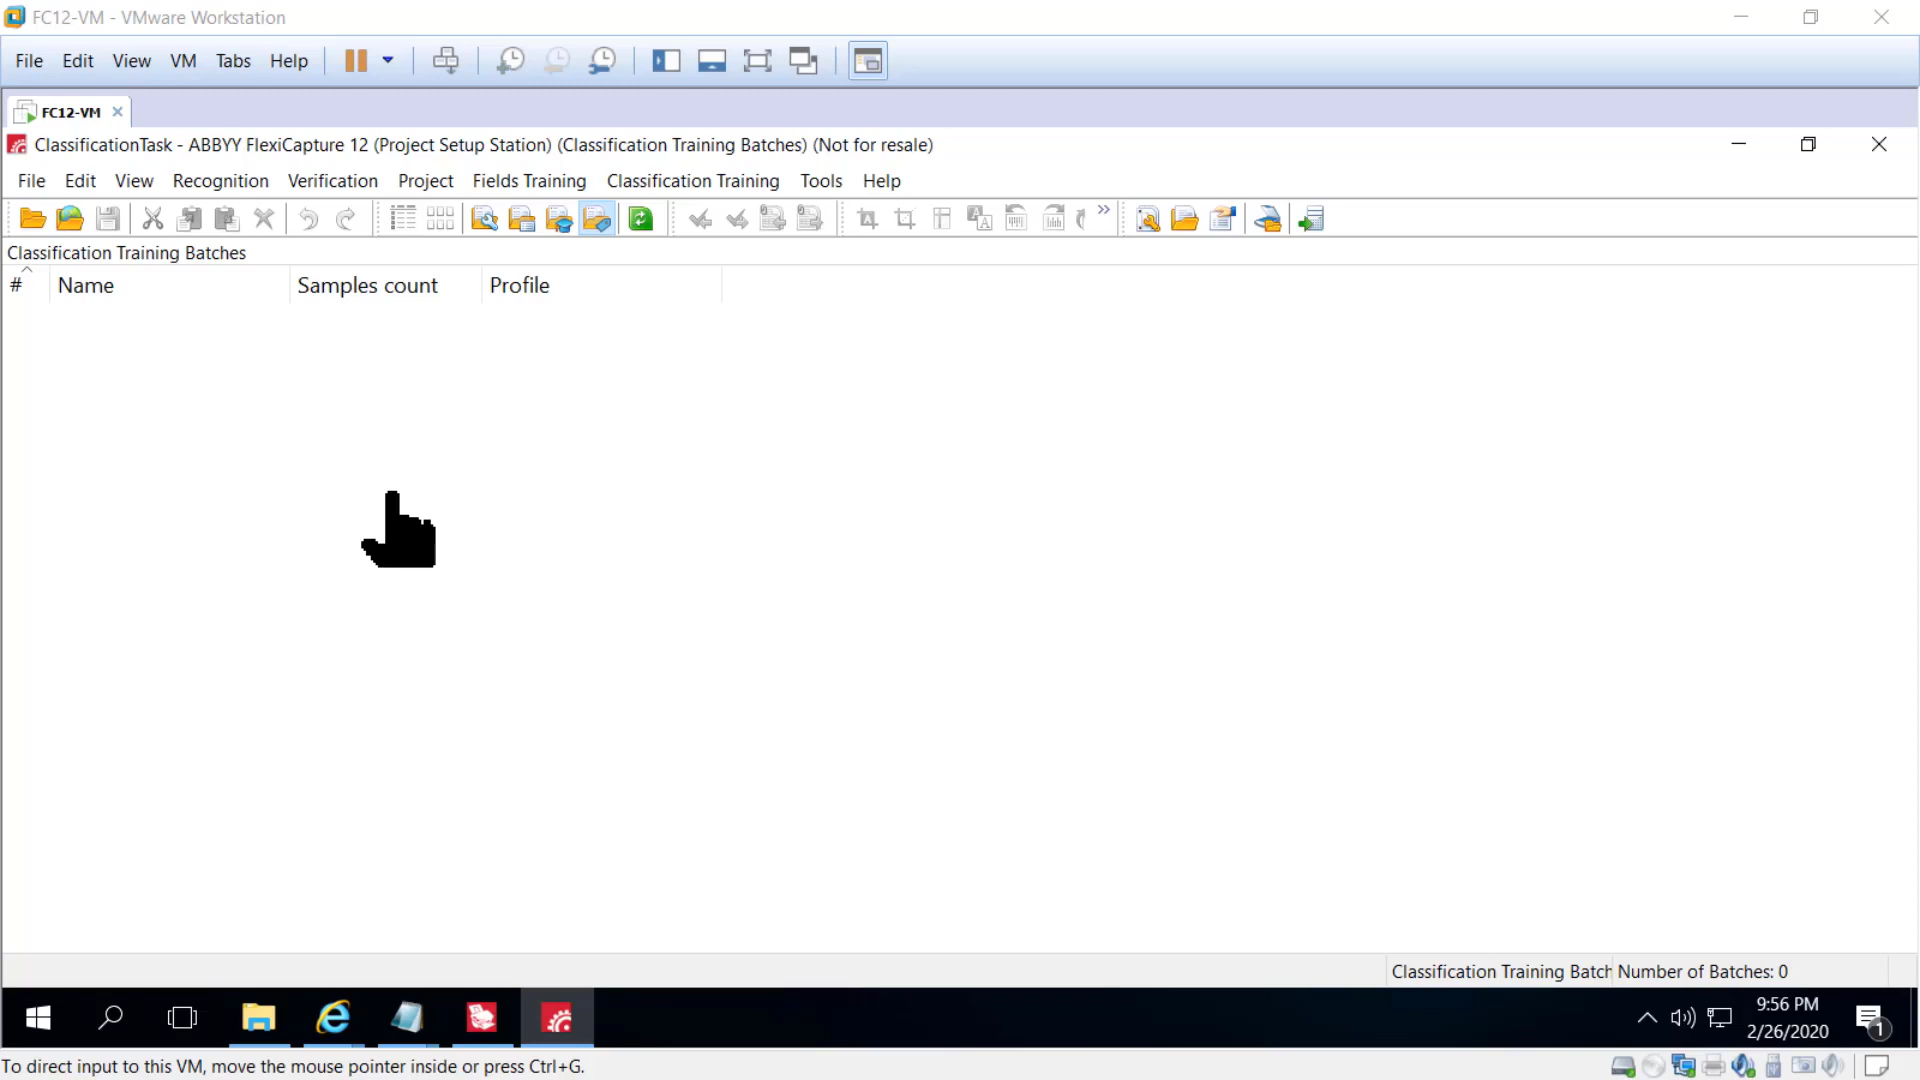 FC12-VM - VMware Workstation
File Edit View VM Tabs Help
FC12-VM
ClassificationTask - ABBYY FlexiCapture 12 (Project Setup Station) (Classification Training Batches) (Not for resale)
File Edit View Recognition Verification Project Fields Training Classification Training Tools Help
Classification Training Batches
# Name Samples count Profile
Classification Training Batch Number of Batches: 0
9:56 PM
2/26/2020
1
To direct input to this VM, move the mouse pointer inside or press Ctrl+G.